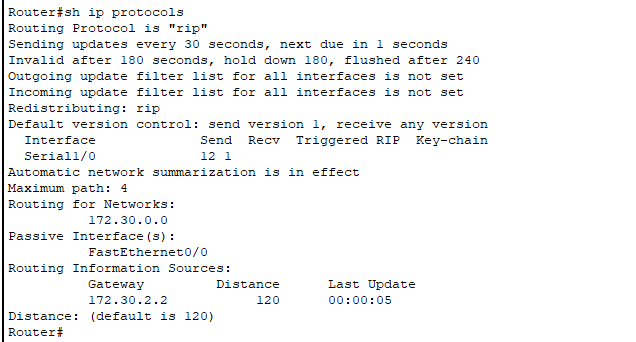 Router#sh ip protocols
Routing Protocol is "rip"
Sending updates every 30 seconds, next due in 1 seconds
Invalid after 180 seconds, hold down 180, flushed after 240
Outgoing update filter list for all interfaces is not set
Incoming update filter list for all interfaces is not set
Redistributing: rip
Default version control: send version 1, receive any version
  Interface             Send  Recv  Triggered RIP  Key-chain
  Serial1/0             12 1
Automatic network summarization is in effect
Maximum path: 4
Routing for Networks:
          172.30.0.0
Passive Interface(s):
          FastEthernet0/0
Routing Information Sources:
          Gateway         Distance      Last Update
          172.30.2.2           120      00:00:05
Distance: (default is 120)
Router#